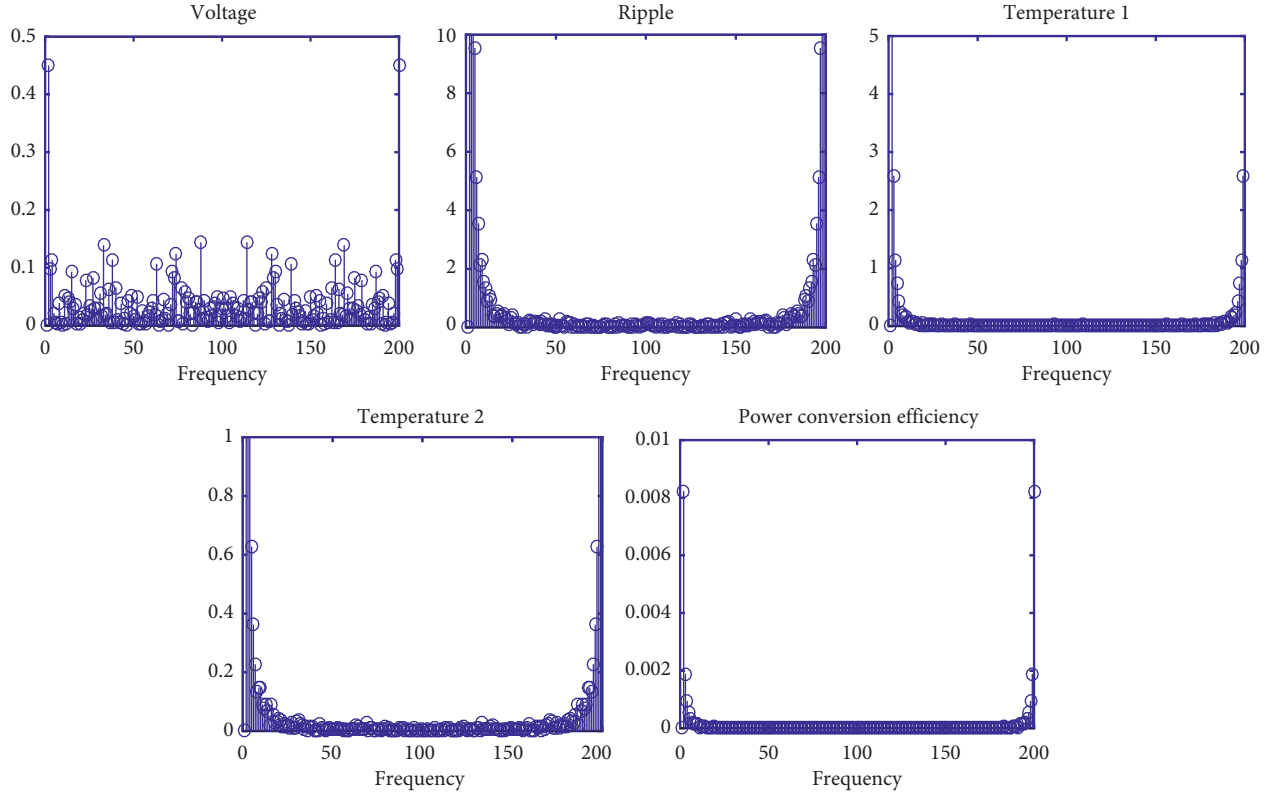 Voltage
0.5
0.4
0.3
0.2
0.1
0
0 50 100 150 200
Frequency
Ripple
10
8
6
4
2
0
0 50 100 150 200
Frequency
Temperature 1
5
4
3
2
1
0
0 50 100 150 200
Frequency
Temperature 2
1
0.8
0.6
0.4
0.2
0
0 50 100 150 200
Frequency
Power conversion efficiency
0.01
0.008
0.006
0.004
0.002
0
0 50 100 150 200
Frequency